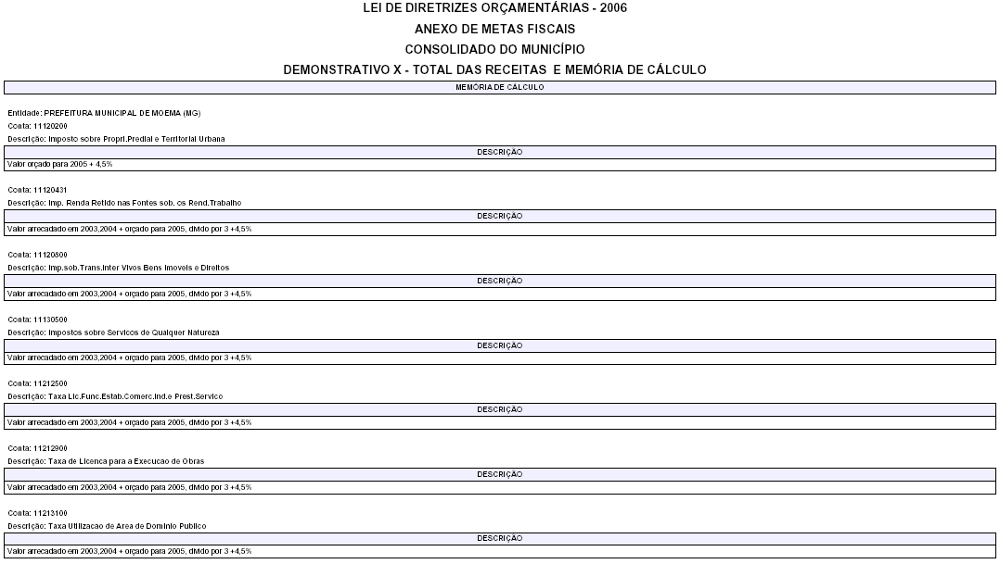 LEI DE DIRETRIZES ORÇAMENTÁRIAS - 2006
ANEXO DE METAS FISCAIS
CONSOLIDADO DO MUNICÍPIO
DEMONSTRATIVO X - TOTAL DAS RECEITAS E MEMÓRIA DE CÁLCULO
MEMÓRIA DE CÁLCULO
Entidade: PREFEITURA MUNICIPAL DE MOEMA (MG)
Conta: 11120200
Descrição: Imposto sobre Propri.Predial e Territorial Urbana
DESCRIÇÃO
Valor orçado para 2005 + 4,5%
Conta: 11120431
Descrição: Imp. Renda Retido nas Fontes sob. os Rend.Trabalho
DESCRIÇÃO
Valor arrecadado em 2003,2004 + orçado para 2005, divido por 3 +4,5%
Conta: 11120800
Descrição: Imp.sob.Trans.Inter Vivos Bens Imoveis e Direitos
DESCRIÇÃO
Valor arrecadado em 2003,2004 + orçado para 2005, divido por 3 +4,5%
Conta: 11130500
Descrição: Impostos sobre Servicos de Qualquer Natureza
DESCRIÇÃO
Valor arrecadado em 2003,2004 + orçado para 2005, divido por 3 +4,5%
Conta: 11212500
Descrição: Taxa Lic.Func.Estab.Comerc.Ind.e Prest.Servico
DESCRIÇÃO
Valor arrecadado em 2003,2004 + orçado para 2005, divido por 3 +4,5%
Conta: 11212900
Descrição: Taxa de Licenca para a Execucao de Obras
DESCRIÇÃO
Valor arrecadado em 2003,2004 + orçado para 2005, divido por 3 +4,5%
Conta: 11213100
Descrição: Taxa Utilizacao de Area de Dominio Publico
DESCRIÇÃO
Valor arrecadado em 2003,2004 + orçado para 2005, divido por 3 +4,5%